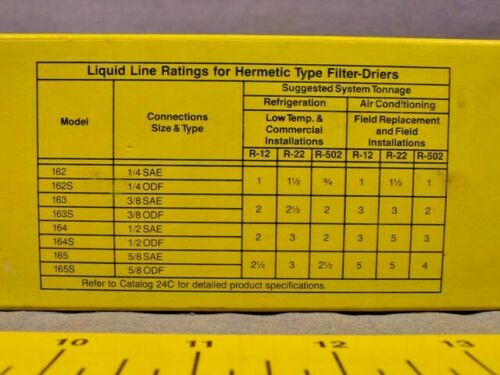 Liquid Line Ratings for Hermetic Type Filter-Driers
Model
Connections
Size & Type
Suggested System Tonnage
Refrigeration Air Conditioning
Low Temp. &
Commercial
Installations
Field Replacement
and Field
Installations
R-12 R-22 R-502 R-12 R-22 R-502
162 1/4 SAE
162S 1/4 ODF
1 1½ ¾ 1 1½ 1
163 3/8 SAE
163S 3/8 ODF
2 2½ 2 3 3 2
164 1/2 SAE
164S 1/2 ODF
2 3 2 3 5 3
165 5/8 SAE
165S 5/8 ODF
2½ 3 2½ 5 5 4
Refer to Catalog 24C for detailed product specifications.
10 11 12 13